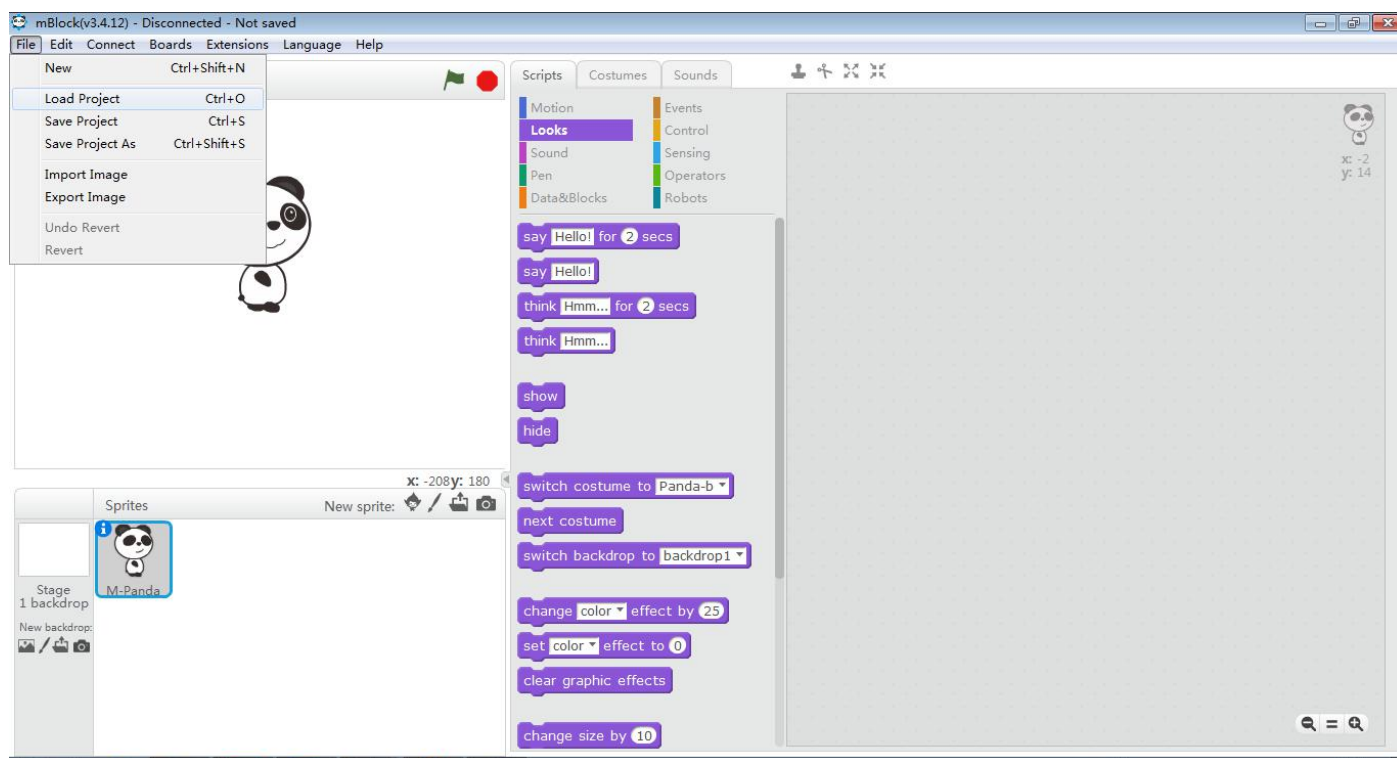 mBlock(v3.4.12) - Disconnected - Not saved
File Edit Connect Boards Extensions Language Help
New Ctrl+Shift+N
Load Project Ctrl+O
Save Project Ctrl+S
Save Project As Ctrl+Shift+S
Import Image
Export Image
Undo Revert
Revert
x: -208 y: 180
Sprites New sprite:
Stage
1 backdrop
New backdrop:
M-Panda
Scripts Costumes Sounds
Motion Events
Looks Control
Sound Sensing
Pen Operators
Data&Blocks Robots
say Hello! for 2 secs
say Hello!
think Hmm... for 2 secs
think Hmm...
show
hide
switch costume to Panda-b
next costume
switch backdrop to backdrop1
change color effect by 25
set color effect to 0
clear graphic effects
change size by 10
x: -2
y: 14